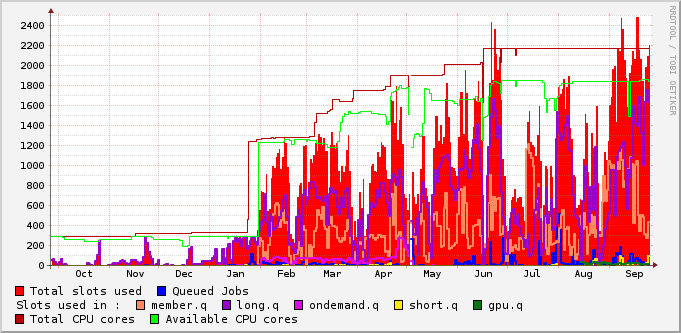 2400
2200
2000
1800
1600
1400
1200
1000
800
600
400
200
0
Oct Nov Dec Jan Feb Mar Apr May Jun Jul Aug Sep
RRDTOOL / TOBI OETIKER
Total slots used Queued Jobs
Slots used in : member.q long.q ondemand.q short.q gpu.q
Total CPU cores Available CPU cores